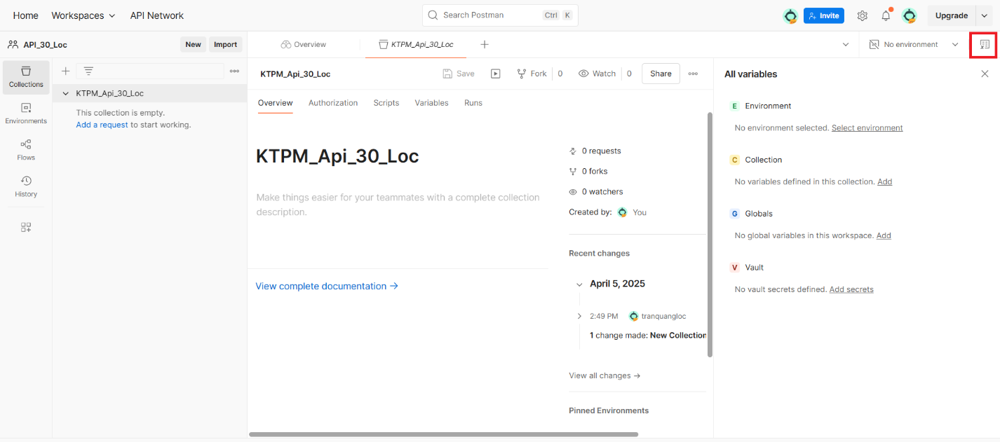 Home Workspaces API Network Search Postman Ctrl K Invite Upgrade
API_30_Loc New Import Overview KTPM_Api_30_Loc No environment
Collections
Environments
Flows
History
KTPM_Api_30_Loc
This collection is empty.
Add a request to start working.
KTPM_Api_30_Loc Save Fork 0 Watch 0 Share
Overview Authorization Scripts Variables Runs
KTPM_Api_30_Loc
Make things easier for your teammates with a complete collection
description.
View complete documentation →
0 requests
0 forks
0 watchers
Created by: You
Recent changes
April 5, 2025
2:49 PM tranquangloc
1 change made: New Collection
View all changes →
Pinned Environments
All variables
E Environment
No environment selected. Select environment
C Collection
No variables defined in this collection. Add
G Globals
No global variables in this workspace. Add
V Vault
No vault secrets defined. Add secrets